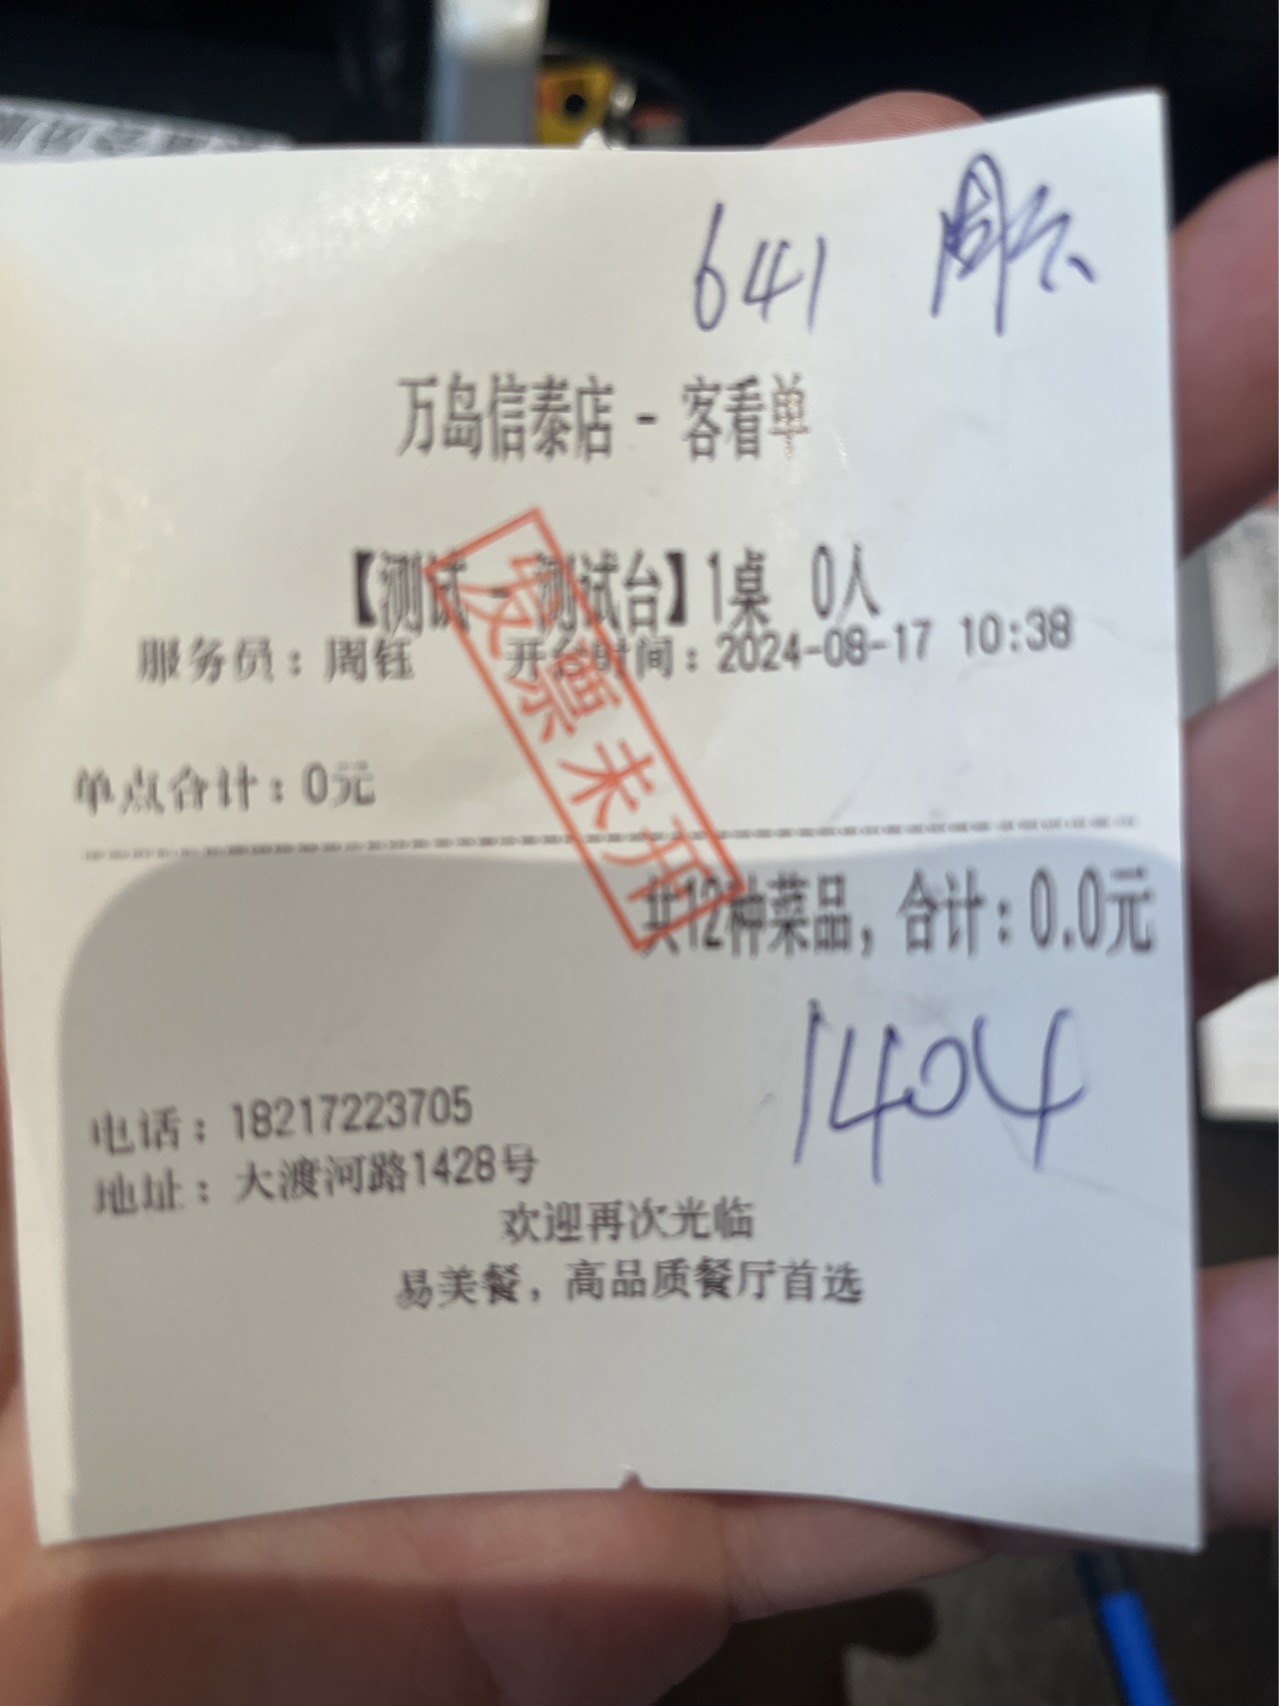 641
万岛信泰店 - 客看单
【测试 - 测试台】1桌 0人
服务员：周钰 开台时间：2024-08-17 10:38
发票未开
单点合计：0元
共12种菜品，合计：0.0元
1404
电话：18217223705
地址：大渡河路1428号
欢迎再次光临
易美餐，高品质餐厅首选